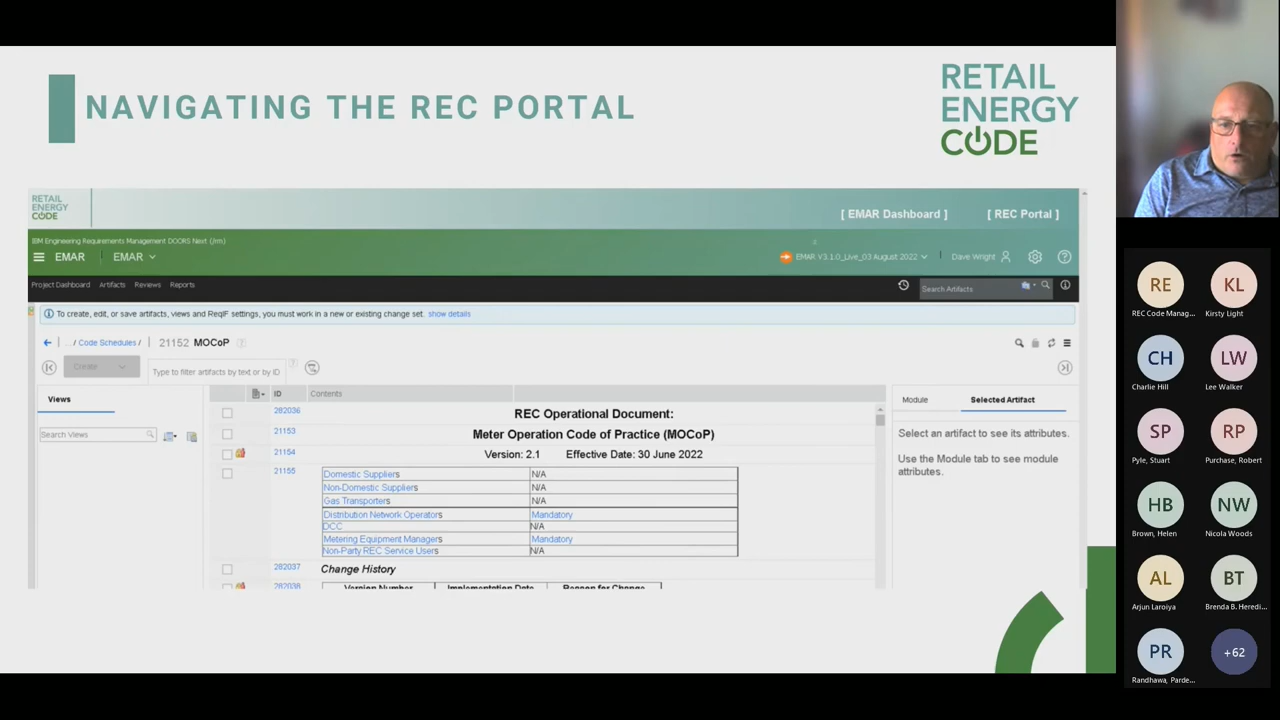 NAVIGATING THE REC PORTAL
RETAIL
ENERGY
CODE
RETAIL
ENERGY
CODE
[ EMAR Dashboard ] [ REC Portal ]
IBM Engineering Requirements Management DOORS Next (/rm)
EMAR EMAR EMAR V3.1.0_Live_03 August 2022 Dave Wright
Project Dashboard Artifacts Reviews Reports Search Artifacts
To create, edit, or save artifacts, views and ReqIF settings, you must work in a new or existing change set. show details
... / Code Schedules / 21152 MOCoP
Create Type to filter artifacts by text or by ID
Views
Search Views
ID Contents
282036 REC Operational Document:
21153 Meter Operation Code of Practice (MOCoP)
21154 Version: 2.1 Effective Date: 30 June 2022
21155 Domestic Suppliers N/A
Non-Domestic Suppliers N/A
Gas Transporters N/A
Distribution Network Operators Mandatory
DCC N/A
Metering Equipment Managers Mandatory
Non-Party REC Service Users N/A
282037 Change History
282038 Version Number Implementation Date Reason for Change
Module Selected Artifact
Select an artifact to see its attributes.
Use the Module tab to see module
attributes.
RE KL
REC Code Manag... Kirsty Light
CH LW
Charlie Hill Lee Walker
SP RP
Pyle, Stuart Purchase, Robert
HB NW
Brown, Helen Nicola Woods
AL BT
Arjun Laroiya Brenda B. Heredi...
PR +62
Randhawa, Parde...